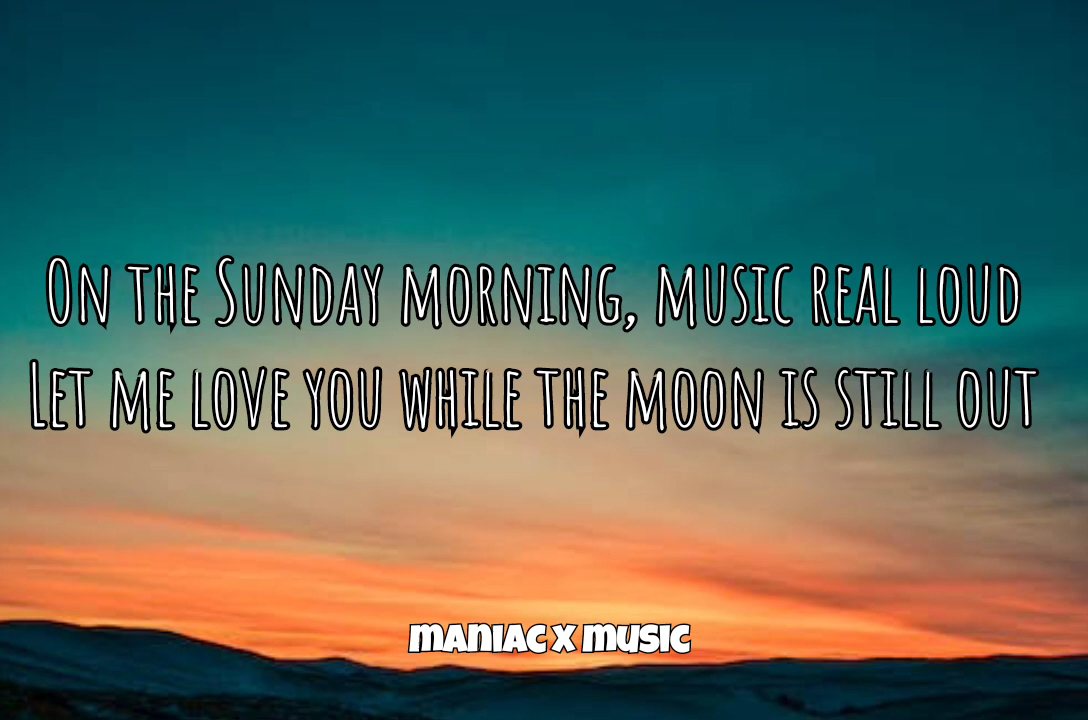 On the Sunday morning, music real loud
Let me love you while the moon is still out
maniac x music